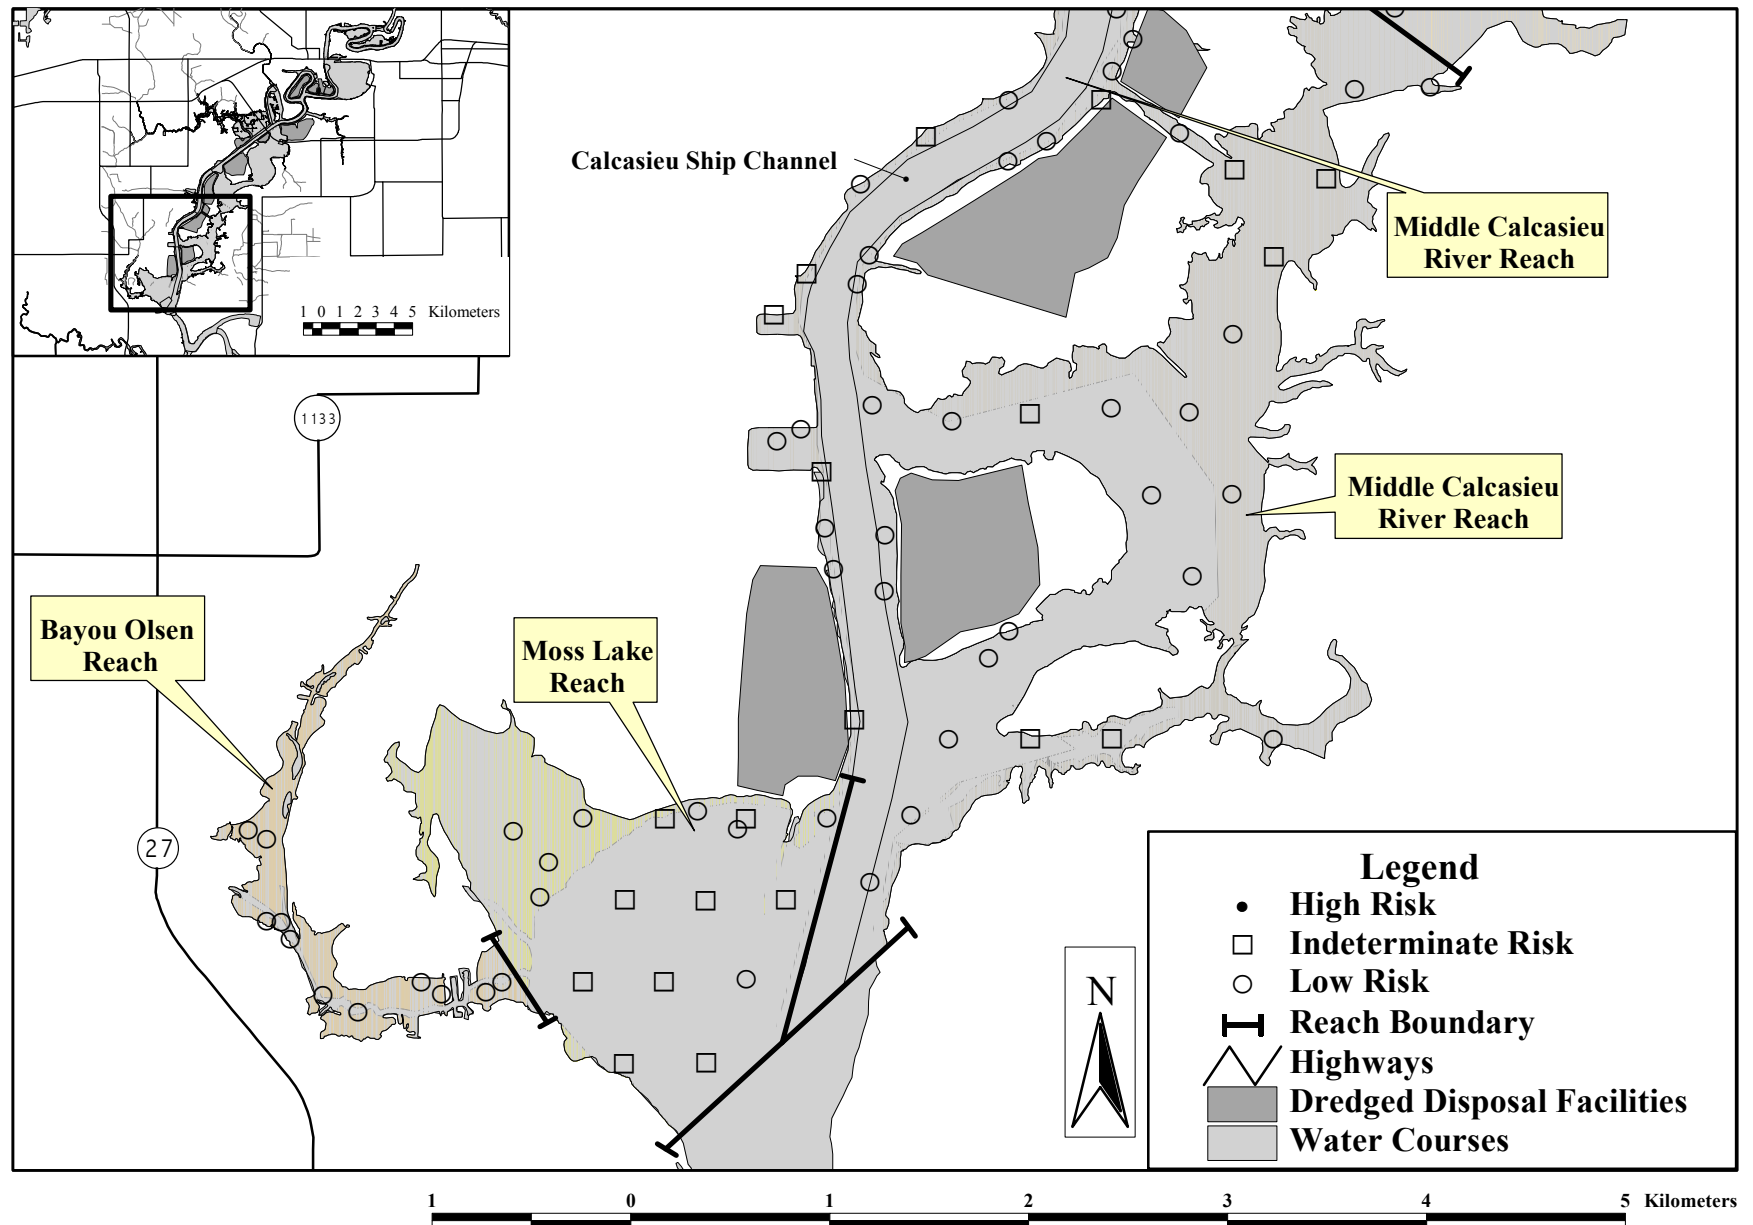 1 0 1 2 3 4 5 Kilometers
Calcasieu Ship Channel
Middle Calcasieu
River Reach
1133
Middle Calcasieu
River Reach
Bayou Olsen
Reach
Moss Lake
Reach
27
Legend
High Risk
Indeterminate Risk
Low Risk
Reach Boundary
Highways
Dredged Disposal Facilities
Water Courses
N
1 0 1 2 3 4 5 Kilometers